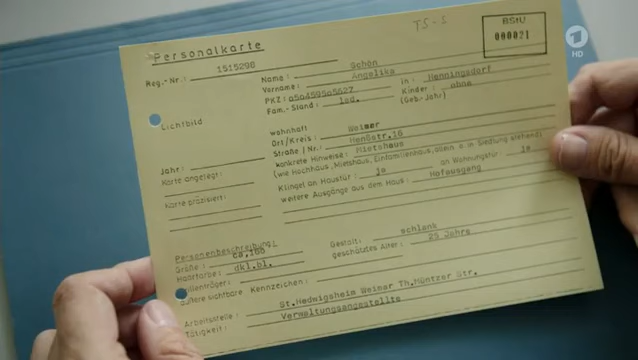 TS-S
BStU
000021
1
HD
Personalkarte
Reg.-Nr.: 1515298
Name: Schön
Vorname: Angelika
PKZ:
in: Henningsdorf
Fam.-Stand: led.
Kinder: ohne
(Geb.-Jahr)
Lichtbild
wohnhaft
Ort/Kreis: Weimar
Straße/Nr.: Henßstr.16
konkrete Hinweise: Mietshaus
(wie Hochhaus, Mietshaus, Einfamilienhaus, allein o. in Siedlung stehend)
Jahr:
Karte angelegt:
Klingel an Haustür: ja
an Wohnungstür: ja
Karte präzisiert:
weitere Ausgänge aus dem Haus: Hofausgang
Personenbeschreibung:
Größe: ca.160
Gestalt: schlank
Haarfarbe: dkl.bl.
geschätztes Alter: 25 Jahre
sichtbare Kennzeichen:
Arbeitsstelle: St.Hedwigsheim Weimar Th.Müntzer Str.
Tätigkeit: Verwaltungsangestellte